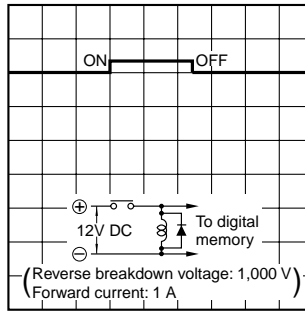 ON OFF
⊕
12V DC
⊖
To digital
memory
(Reverse breakdown voltage: 1,000 V
Forward current: 1 A)